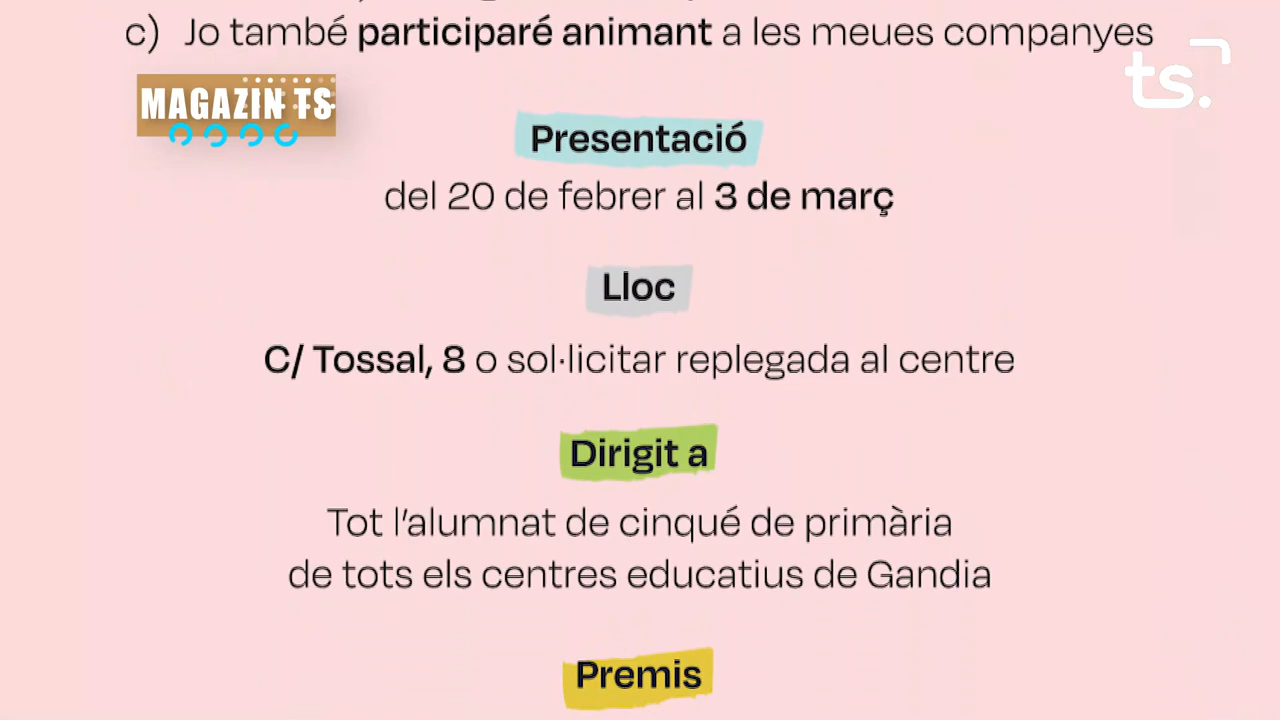 c) Jo també participaré animant a les meues companyes
ts.
MAGAZIN TS
Presentació
del 20 de febrer al 3 de març
Lloc
C/ Tossal, 8 o sol·licitar replegada al centre
Dirigit a
Tot l’alumnat de cinqué de primària
de tots els centres educatius de Gandia
Premis